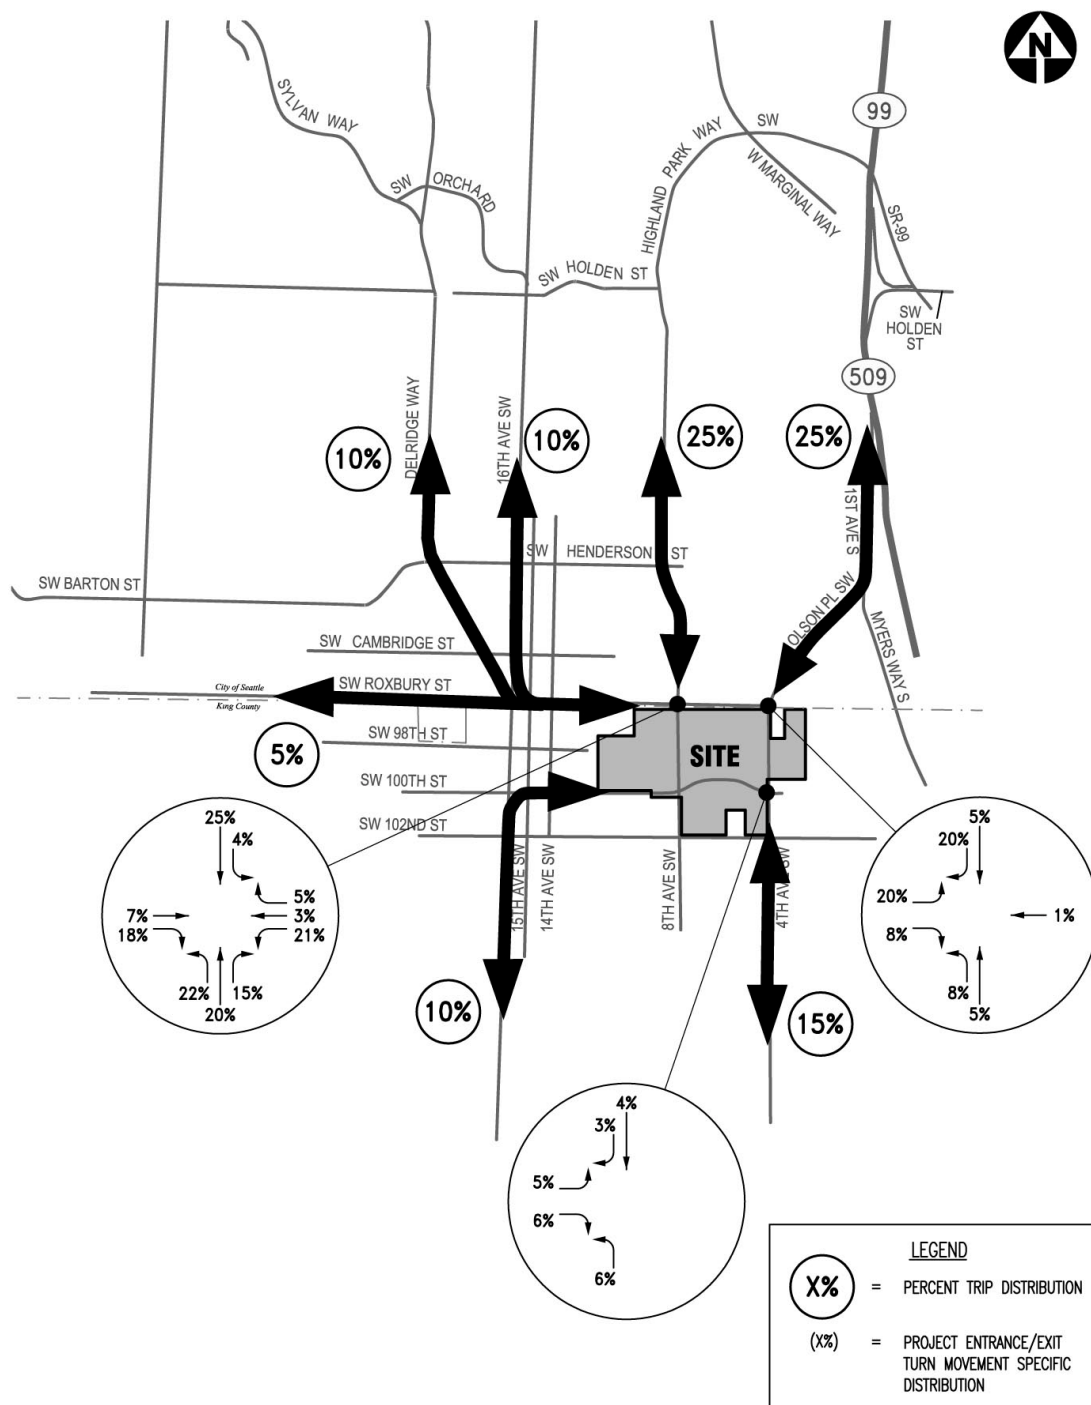 N
SYLVAN WAY
SW ORCHARD
HIGHLAND PARK WAY SW
W MARGINAL WAY
99
SR-99
SW HOLDEN ST
SW
HOLDEN
ST
509
DELRIDGE WAY
16TH AVE SW
10%
10%
25%
25%
1ST AVE S
SW HENDERSON ST
SW BARTON ST
OLSON PL SW
MYERS WAY S
SW CAMBRIDGE ST
City of Seattle
King County
SW ROXBURY ST
5%
SW 98TH ST
SITE
SW 100TH ST
SW 102ND ST
15TH AVE SW
14TH AVE SW
8TH AVE SW
4TH AVE SW
25%
4%
5%
7%
3%
18%
21%
22%
15%
20%
5%
20%
20%
1%
8%
8%
5%
10%
15%
4%
3%
5%
6%
6%
LEGEND
X% = PERCENT TRIP DISTRIBUTION
(X%) = PROJECT ENTRANCE/EXIT
TURN MOVEMENT SPECIFIC
DISTRIBUTION